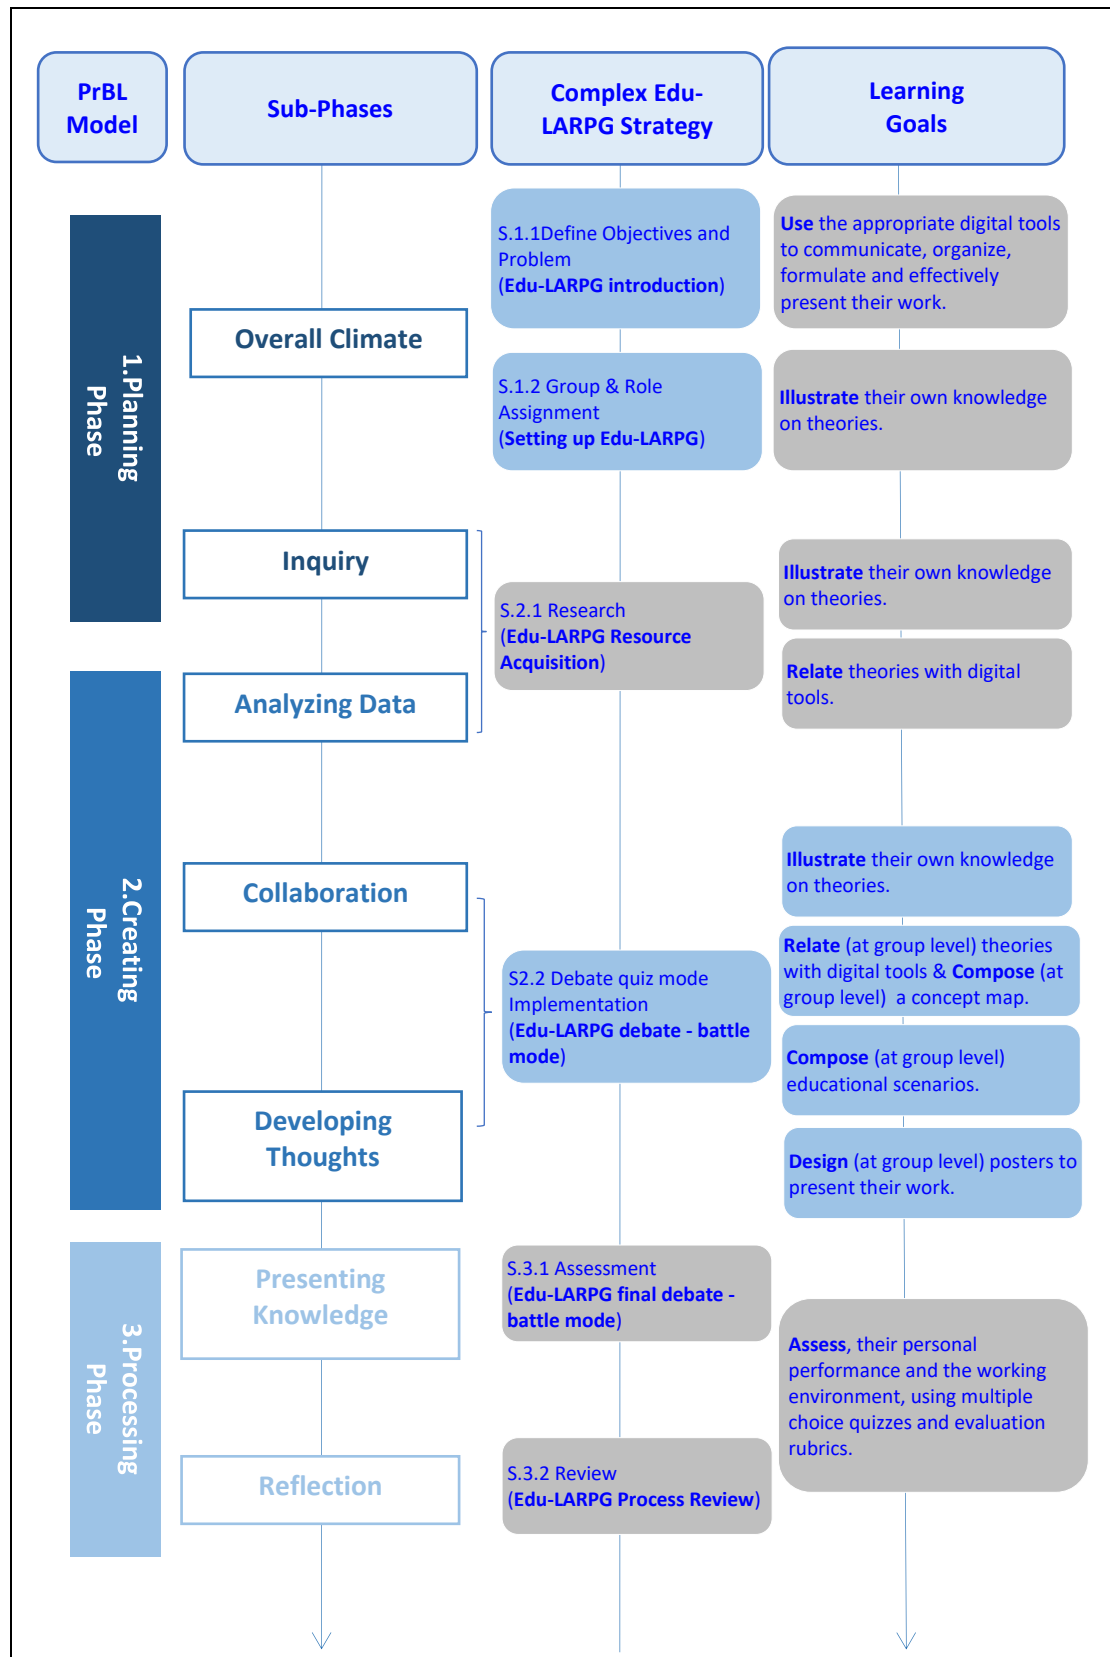 PrBL
Model
Sub-Phases
Complex Edu-
LARPG Strategy
Learning
Goals
1.Planning
Phase
Overall Climate
S.1.1Define Objectives and
Problem
(Edu-LARPG introduction)
Use the appropriate digital tools
to communicate, organize,
formulate and effectively
present their work.
S.1.2 Group & Role
Assignment
(Setting up Edu-LARPG)
Illustrate their own knowledge
on theories.
Inquiry
Analyzing Data
S.2.1 Research
(Edu-LARPG Resource
Acquisition)
Illustrate their own knowledge
on theories.
Relate theories with digital
tools.
2.Creating
Phase
Collaboration
Developing
Thoughts
S2.2 Debate quiz mode
Implementation
(Edu-LARPG debate - battle
mode)
Illustrate their own knowledge
on theories.
Relate (at group level) theories
with digital tools & Compose (at
group level) a concept map.
Compose (at group level)
educational scenarios.
Design (at group level) posters to
present their work.
3.Processing
Phase
Presenting
Knowledge
S.3.1 Assessment
(Edu-LARPG final debate -
battle mode)
Assess, their personal
performance and the working
environment, using multiple
choice quizzes and evaluation
rubrics.
Reflection
S.3.2 Review
(Edu-LARPG Process Review)